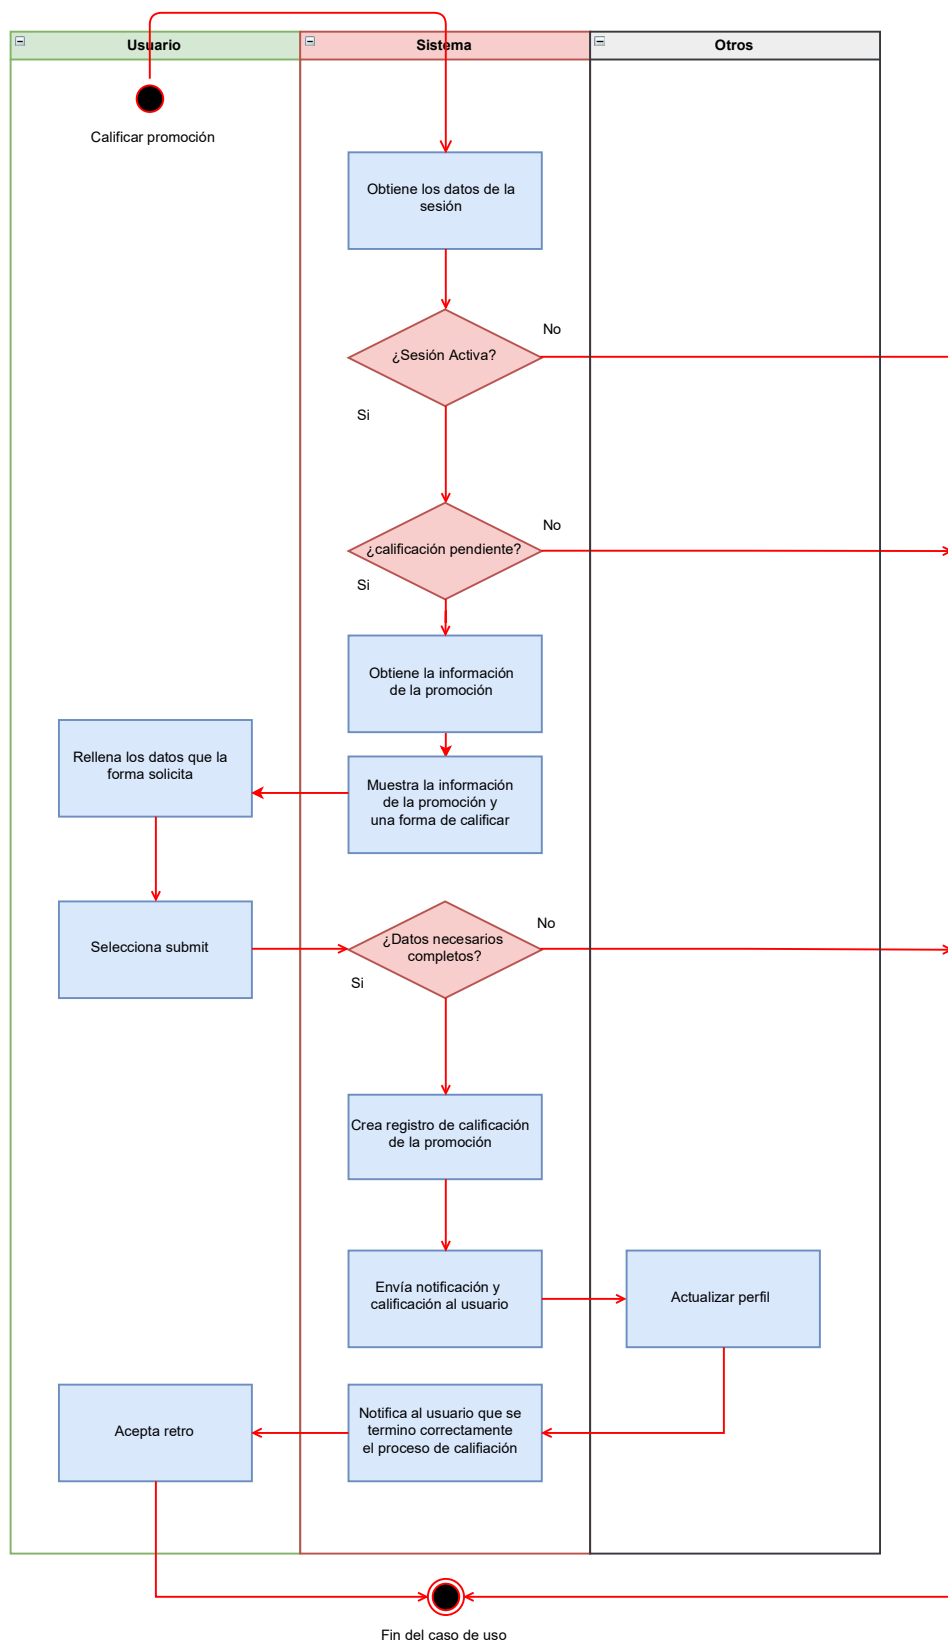 Usuario
Sistema
Otros
Calificar promoción
Obtiene los datos de la
sesión
¿Sesión Activa?
No
Si
¿calificación pendiente?
No
Si
Obtiene la información
de la promoción
Rellena los datos que la
forma solicita
Muestra la información
de la promoción y
una forma de calificar
Selecciona submit
¿Datos necesarios
completos?
No
Si
Crea registro de calificación
de la promoción
Envía notificación y
calificación al usuario
Actualizar perfil
Acepta retro
Notifica al usuario que se
termino correctamente
el proceso de califiación
Fin del caso de uso